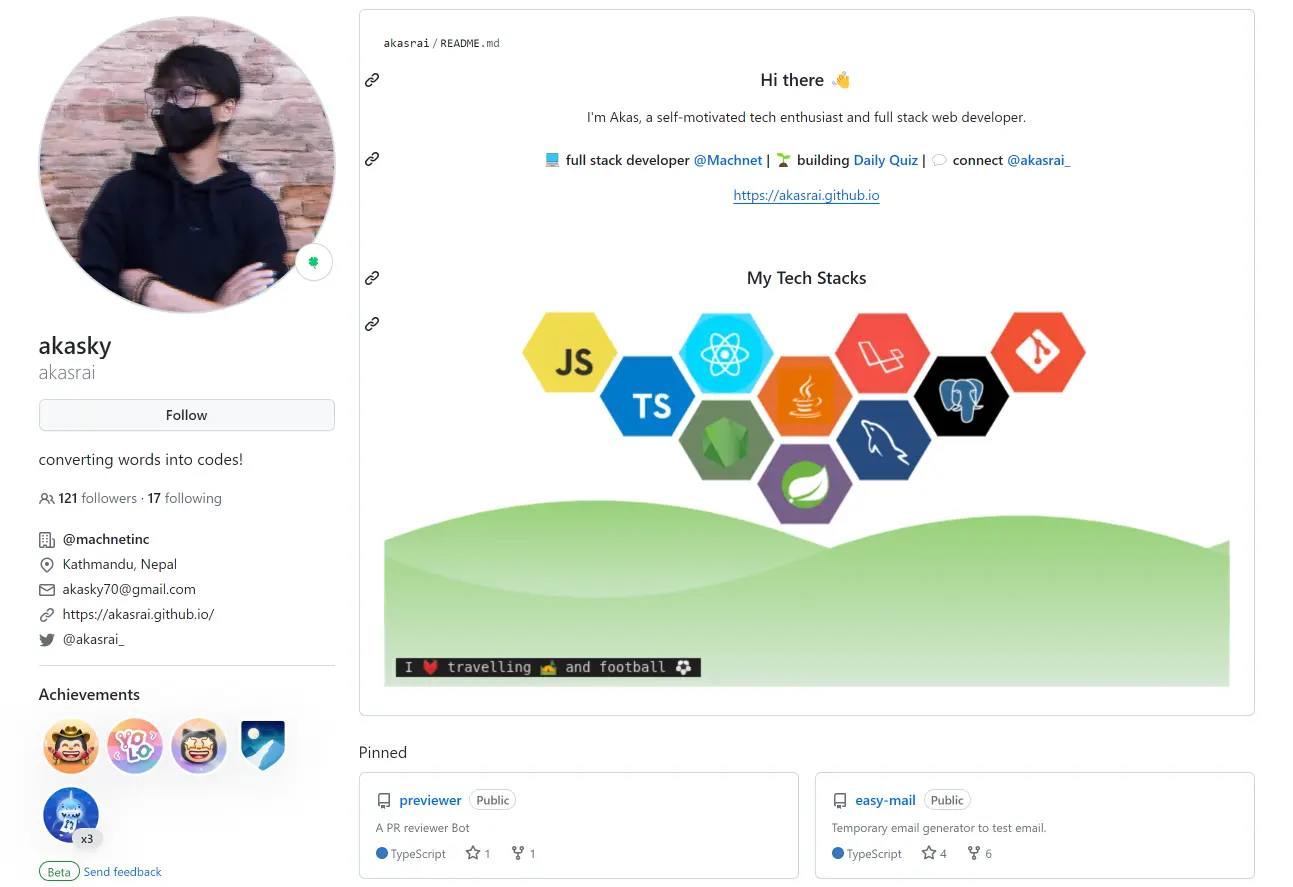 akasrai/README.md
Hi there 👋
I'm Akas, a self-motivated tech enthusiast and full stack web developer.
💻 full stack developer @Machnet | 🌱 building Daily Quiz | 💬 connect @akasrai_
https://akasrai.github.io
My Tech Stacks
JS
TS
I ❤️ travelling 🏕️ and football ⚽
akasky
akasrai
Follow
converting words into codes!
121 followers · 17 following
@machnetinc
Kathmandu, Nepal
akasky70@gmail.com
https://akasrai.github.io/
@akasrai_
Achievements
YOLO
x3
Beta Send feedback
Pinned
previewer Public
A PR reviewer Bot
TypeScript 1 1
easy-mail Public
Temporary email generator to test email.
TypeScript 4 6